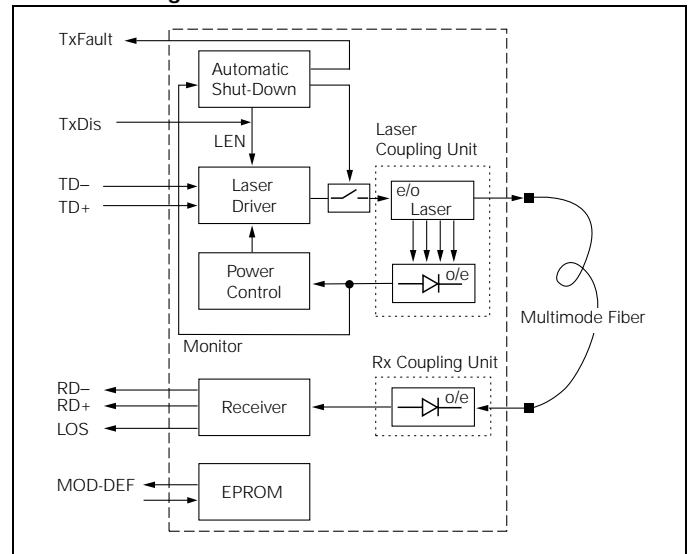 TxFault
Automatic
Shut-Down
TxDis
LEN
Laser
Coupling Unit
TD–
TD+
Laser
Driver
e/o
Laser
Power
Control
o/e
Multimode Fiber
Monitor
Rx Coupling Unit
RD–
RD+
LOS
Receiver
o/e
MOD-DEF
EPROM